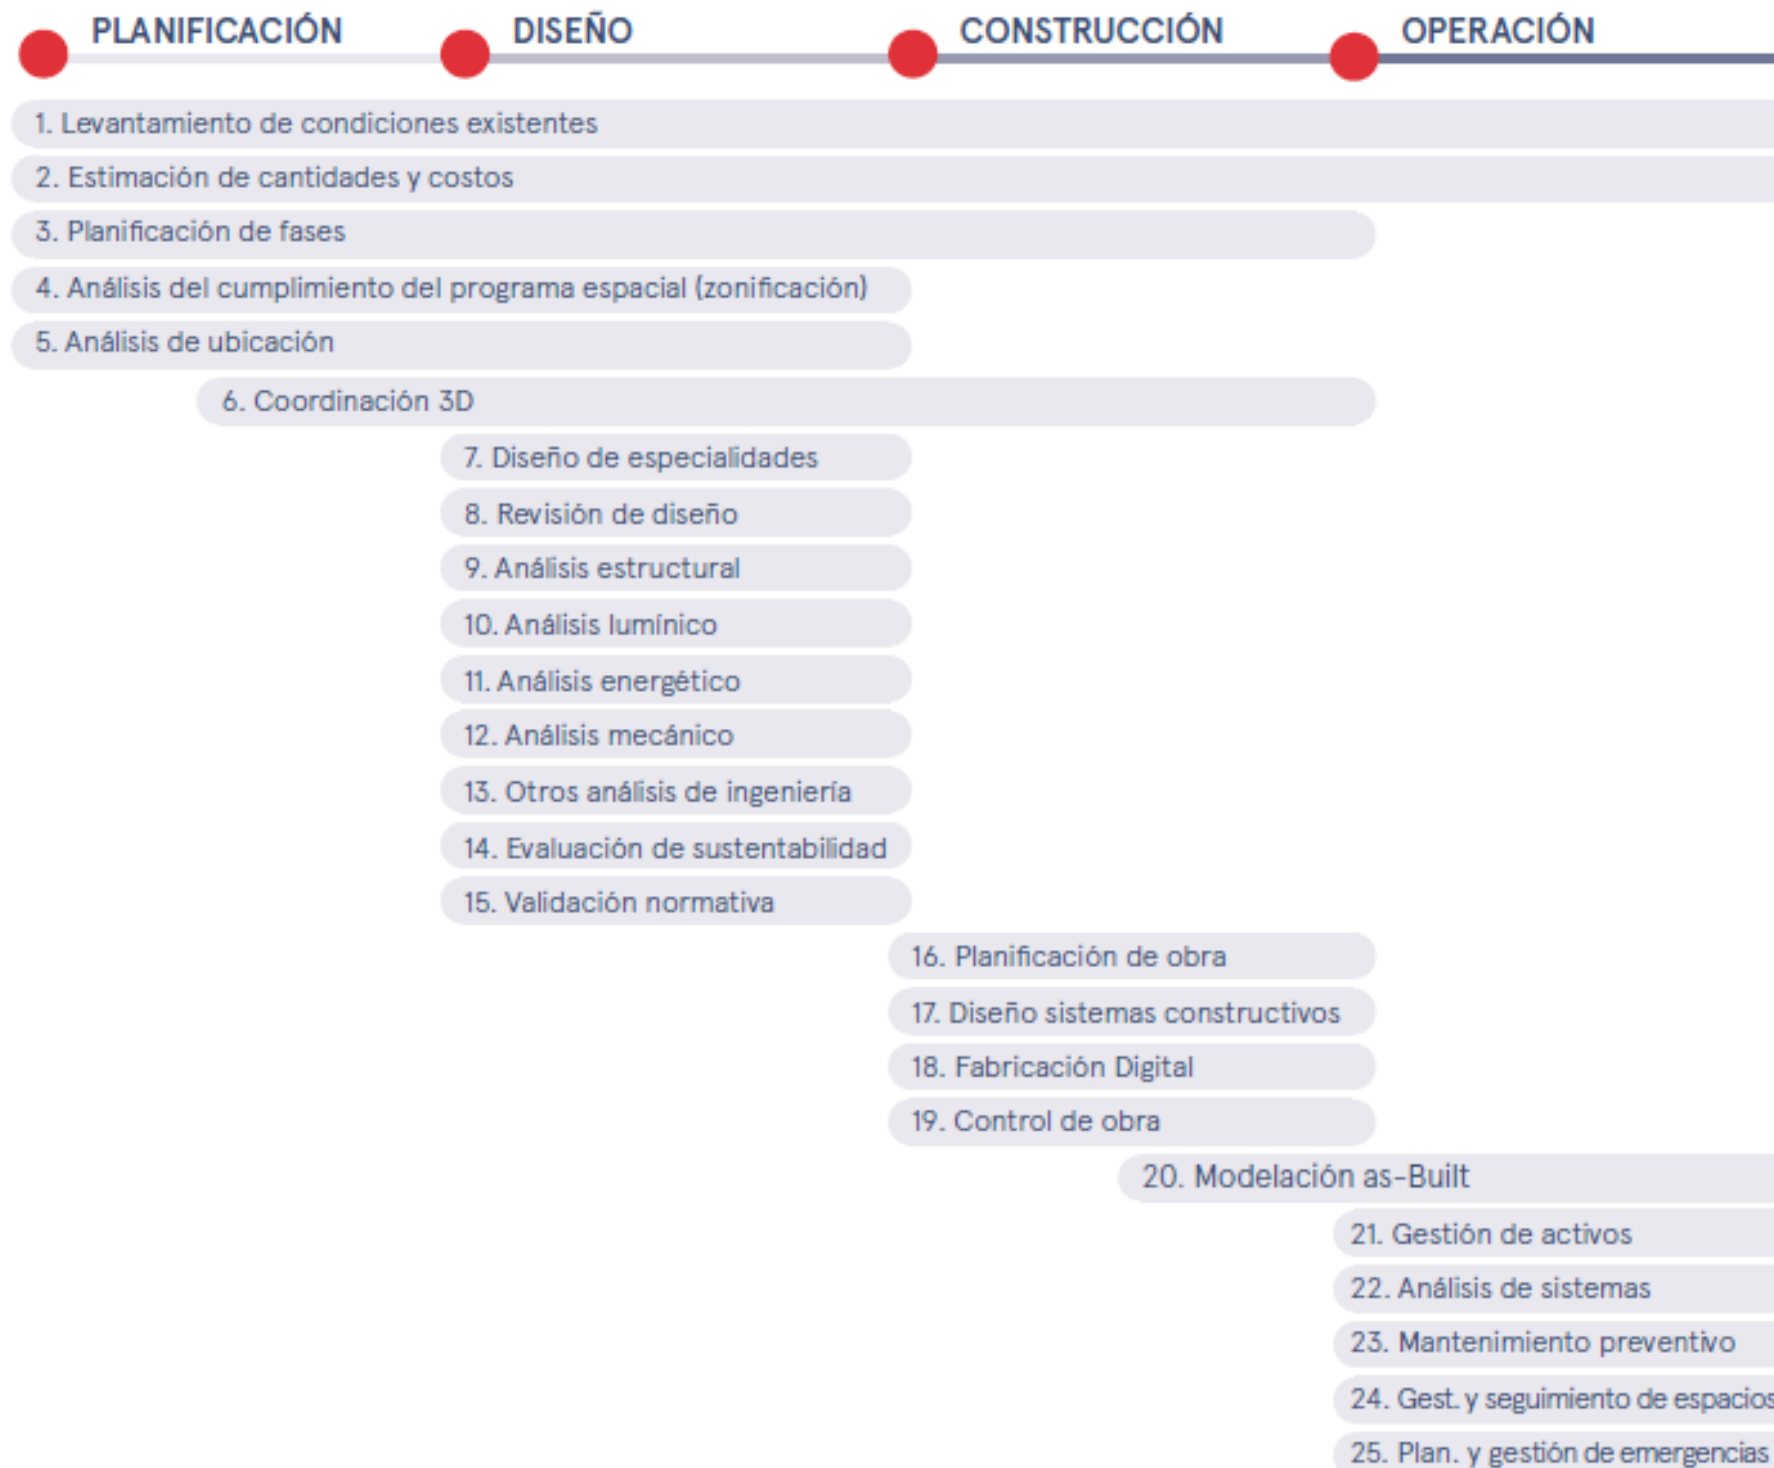 PLANIFICACIÓN
DISEÑO
CONSTRUCCIÓN
OPERACIÓN
1. Levantamiento de condiciones existentes
2. Estimación de cantidades y costos
3. Planificación de fases
4. Análisis del cumplimiento del programa espacial (zonificación)
5. Análisis de ubicación
6. Coordinación 3D
7. Diseño de especialidades
8. Revisión de diseño
9. Análisis estructural
10. Análisis lumínico
11. Análisis energético
12. Análisis mecánico
13. Otros análisis de ingeniería
14. Evaluación de sustentabilidad
15. Validación normativa
16. Planificación de obra
17. Diseño sistemas constructivos
18. Fabricación Digital
19. Control de obra
20. Modelación as-Built
21. Gestión de activos
22. Análisis de sistemas
23. Mantenimiento preventivo
24. Gest. y seguimiento de espacios
25. Plan. y gestión de emergencias